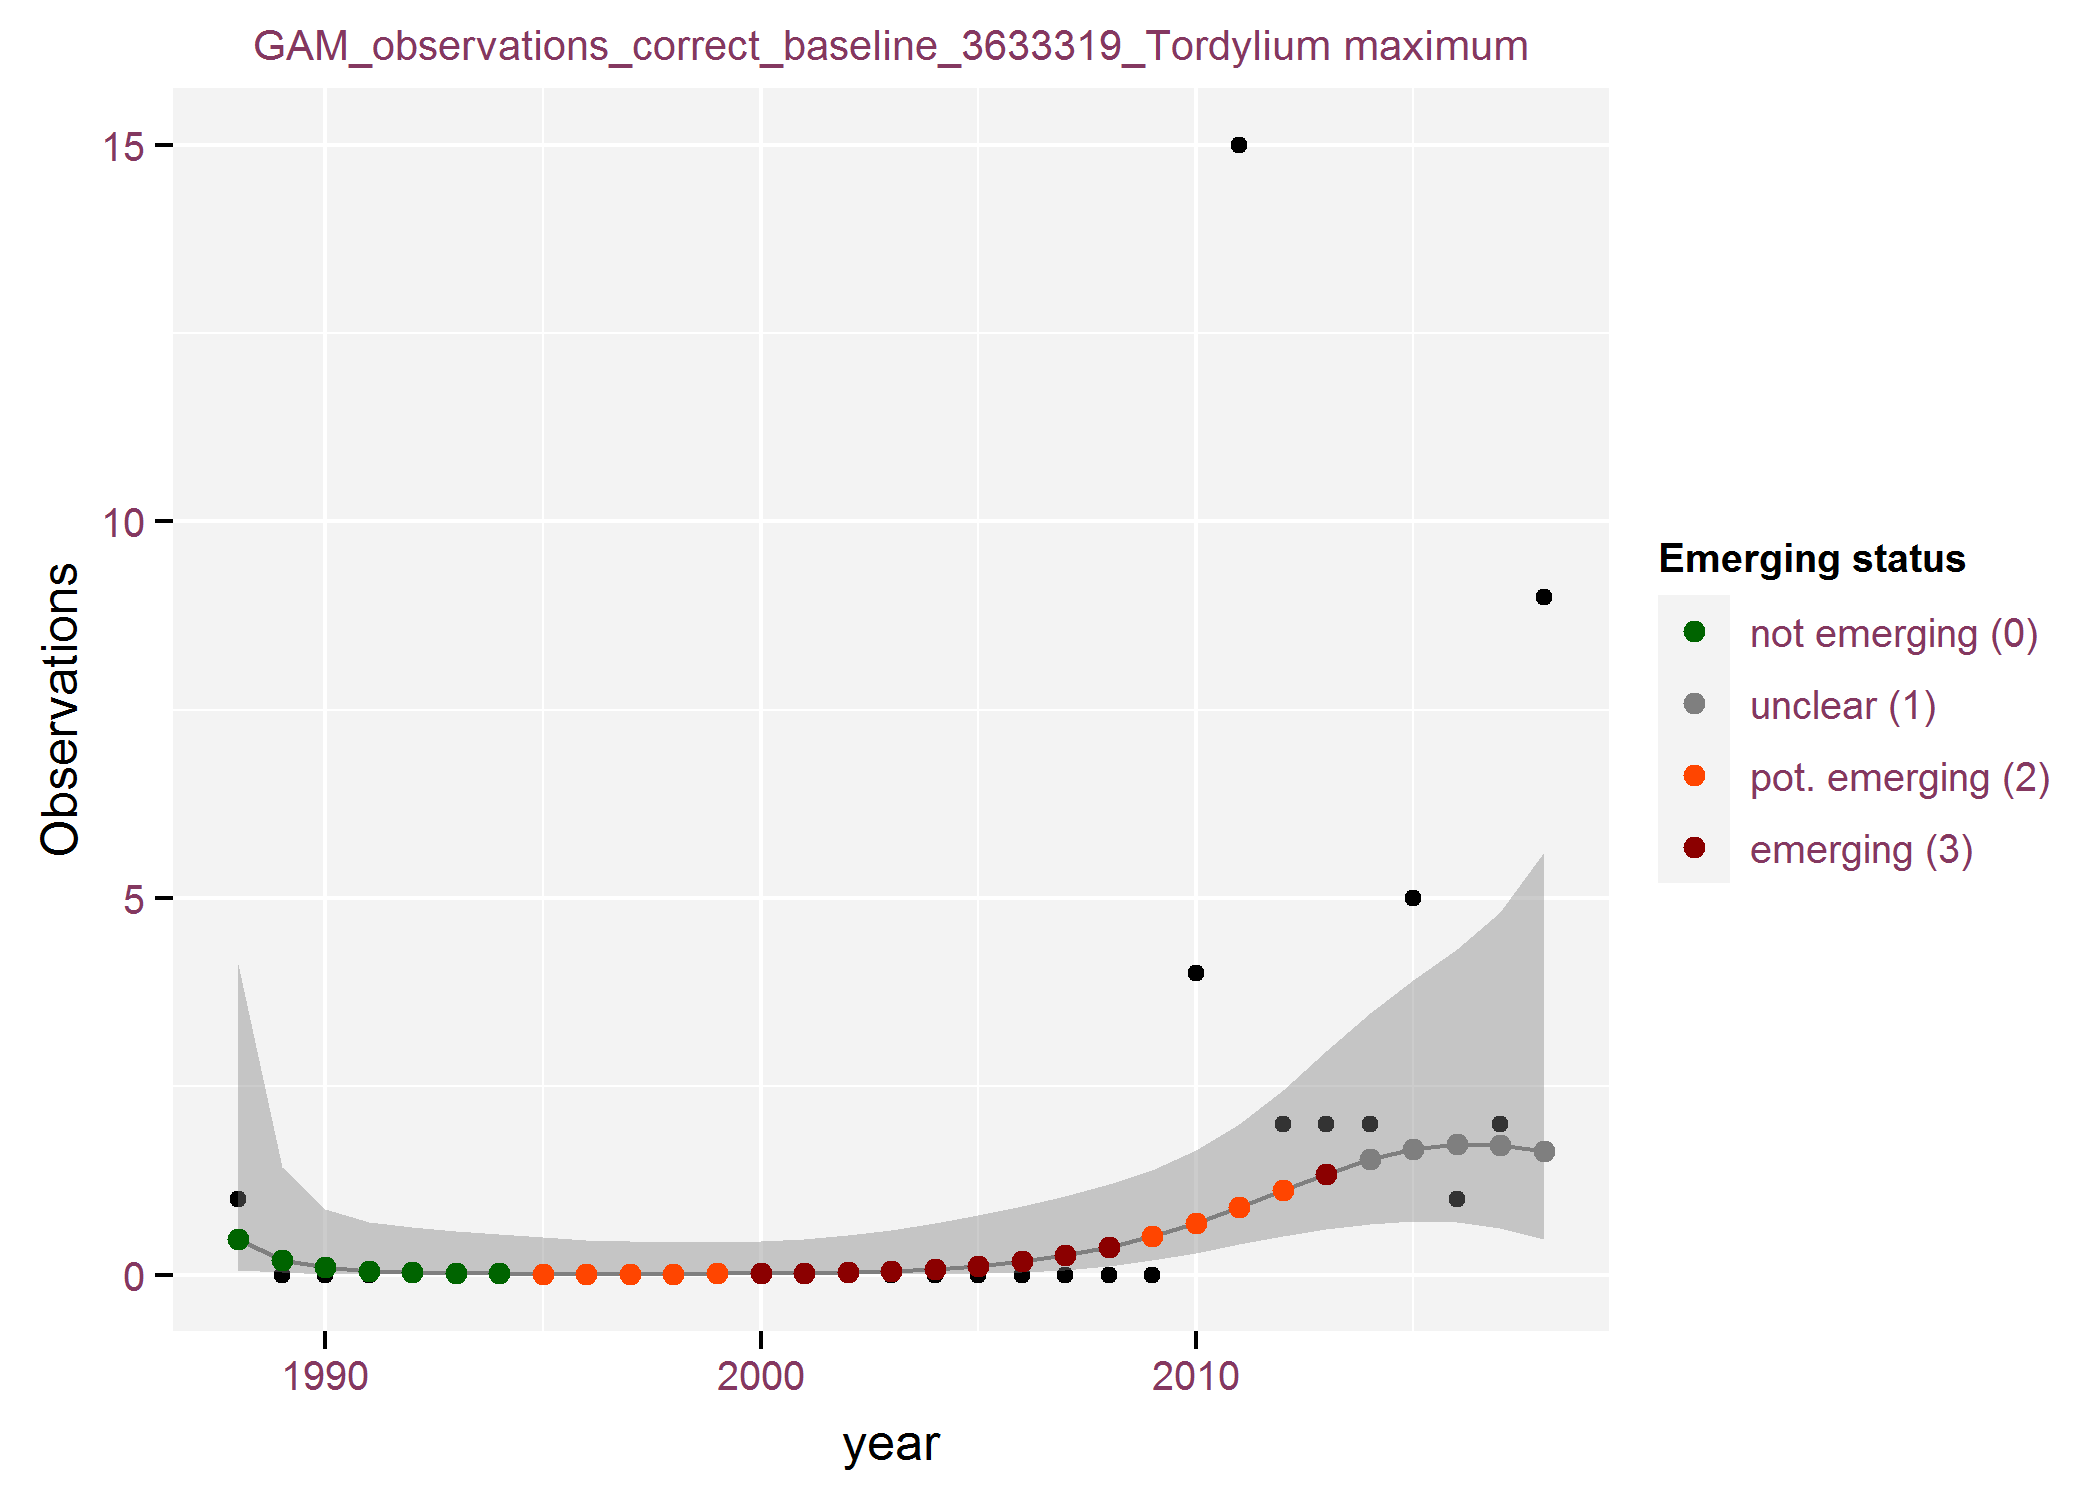 GAM_observations_correct_baseline_3633319_Tordylium maximum
15
10
5
0
Observations
1990
2000
2010
year
Emerging status
not emerging (0)
unclear (1)
pot. emerging (2)
emerging (3)